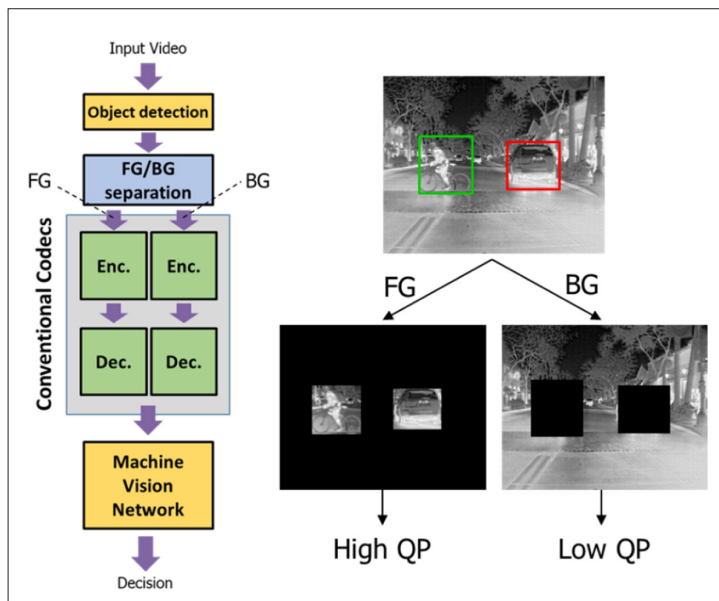 Input Video
Object detection
FG/BG
separation
FG
BG
Conventional Codecs
Enc.
Enc.
Dec.
Dec.
Machine
Vision
Network
Decision
FG
BG
High QP
Low QP